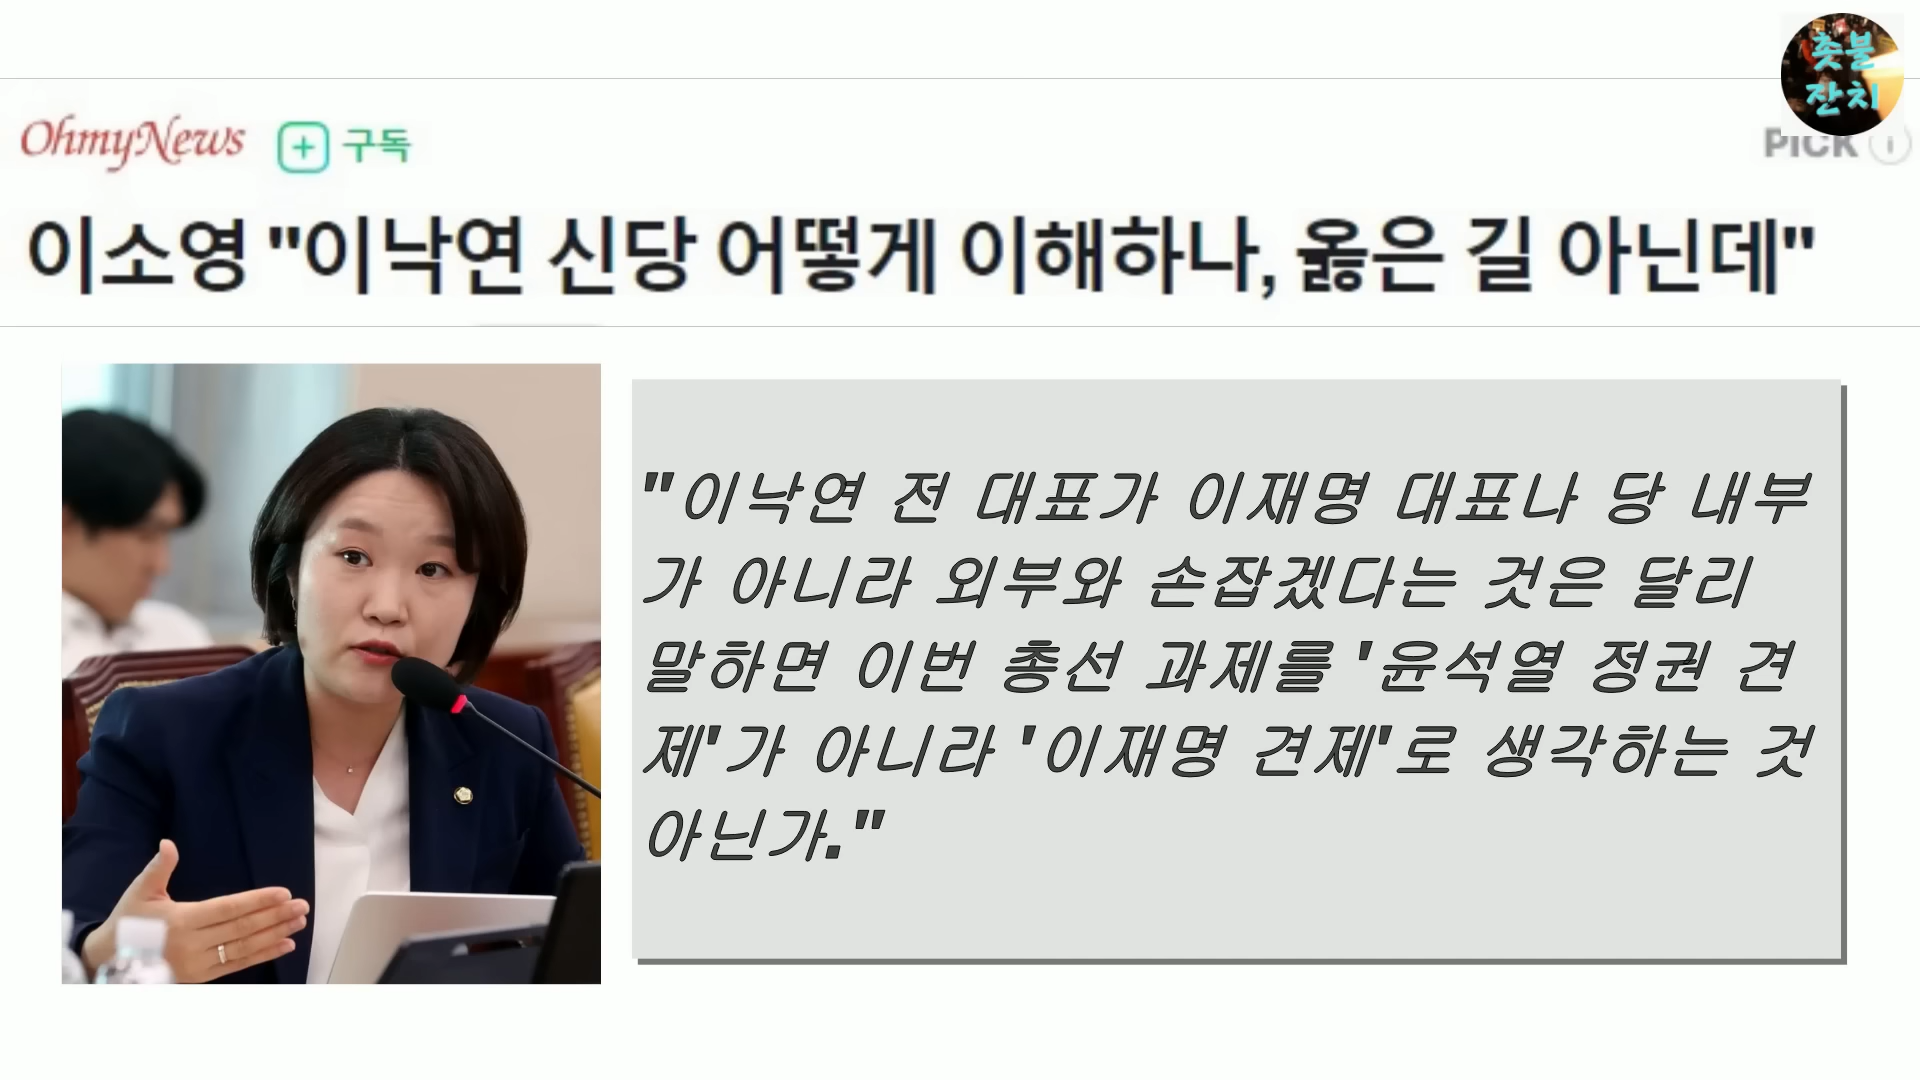 촛불
잔치
OhmyNews 구독
PICK
이소영 "이낙연 신당 어떻게 이해하나, 옳은 길 아닌데"
"이낙연 전 대표가 이재명 대표나 당 내부
가 아니라 외부와 손잡겠다는 것은 달리
말하면 이번 총선 과제를 '윤석열 정권 견
제'가 아니라 '이재명 견제'로 생각하는 것
아닌가."